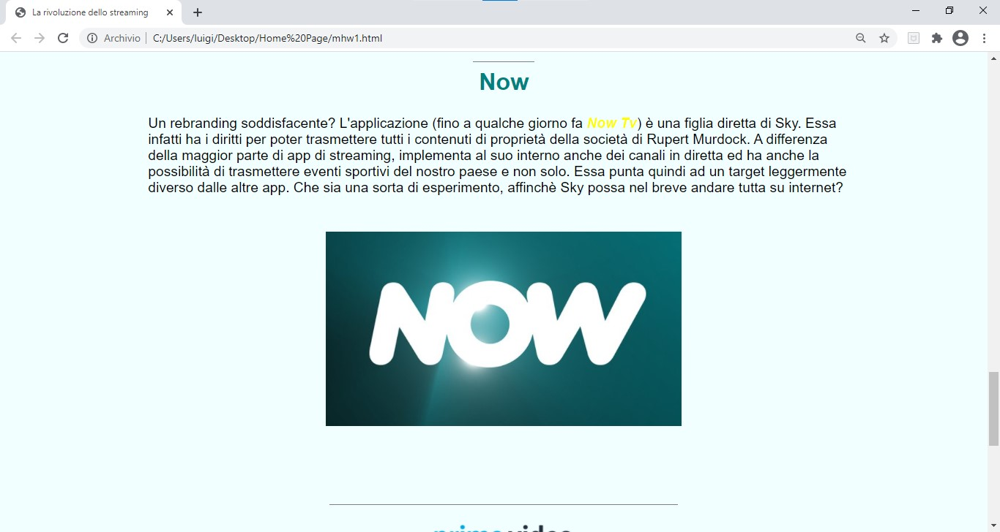 La rivoluzione dello streaming
Archivio
C:/Users/luigi/Desktop/Home%20Page/mhw1.html
Now
Un rebranding soddisfacente? L'applicazione (fino a qualche giorno fa Now Tv) è una figlia diretta di Sky. Essa
infatti ha i diritti per poter trasmettere tutti i contenuti di proprietà della società di Rupert Murdock. A differenza
della maggior parte di app di streaming, implementa al suo interno anche dei canali in diretta ed ha anche la
possibilità di trasmettere eventi sportivi del nostro paese e non solo. Essa punta quindi ad un target leggermente
diverso dalle altre app. Che sia una sorta di esperimento, affinchè Sky possa nel breve andare tutta su internet?
NOW
prime video